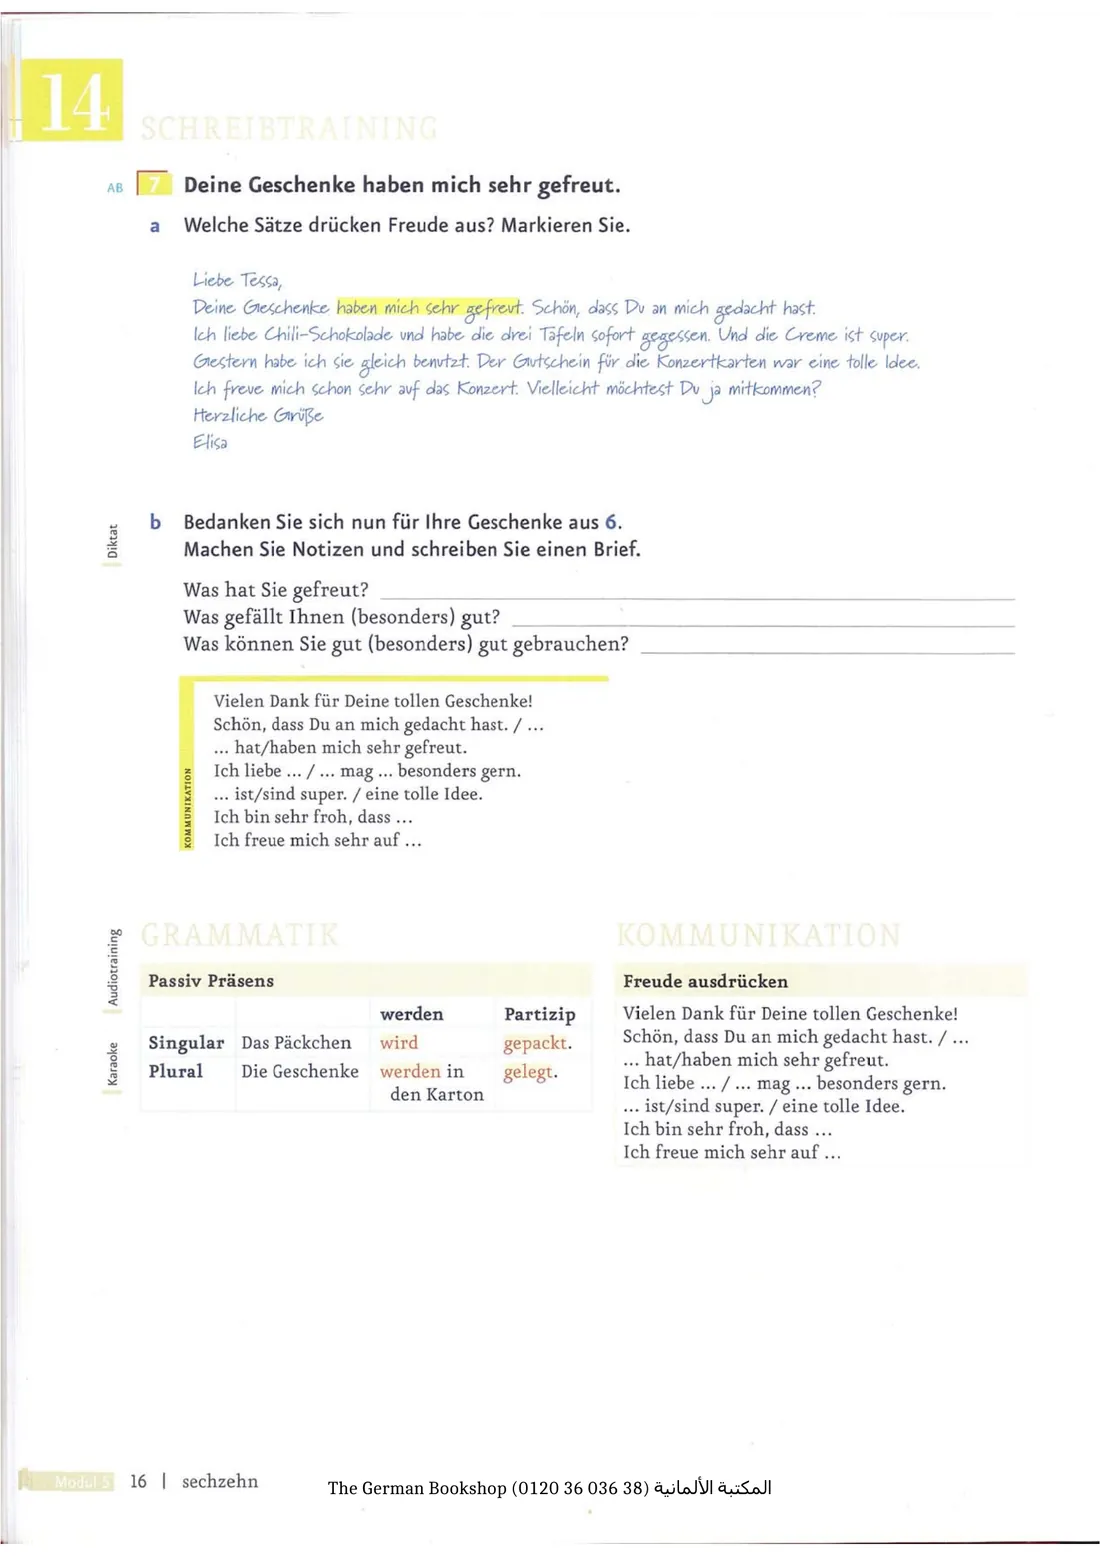 14
SCHREIBTRAINING
AB 7 Deine Geschenke haben mich sehr gefreut.
a Welche Sätze drücken Freude aus? Markieren Sie.
Liebe Tessa,
Deine Geschenke haben mich sehr gefreut. Schön, dass Du an mich gedacht hast.
Ich liebe Chili-Schokolade und habe die drei Tafeln sofort gegessen. Und die Creme ist super.
Gestern habe ich sie gleich benutzt. Der Gutschein für die Konzertkarten war eine tolle Idee.
Ich freue mich schon sehr auf das Konzert. Vielleicht möchtest Du ja mitkommen?
Herzliche Grüße
Elisa
Diktat
b Bedanken Sie sich nun für Ihre Geschenke aus 6.
Machen Sie Notizen und schreiben Sie einen Brief.
Was hat Sie gefreut?
Was gefällt Ihnen (besonders) gut?
Was können Sie gut (besonders) gut gebrauchen?
KOMMUNIKATION
Vielen Dank für Deine tollen Geschenke!
Schön, dass Du an mich gedacht hast. / ...
... hat/haben mich sehr gefreut.
Ich liebe ... / ... mag ... besonders gern.
... ist/sind super. / eine tolle Idee.
Ich bin sehr froh, dass ...
Ich freue mich sehr auf ...
Audiotraining
Karaoke
GRAMMATIK
Passiv Präsens
werden Partizip
Singular Das Päckchen wird gepackt.
Plural Die Geschenke werden in gelegt.
den Karton
KOMMUNIKATION
Freude ausdrücken
Vielen Dank für Deine tollen Geschenke!
Schön, dass Du an mich gedacht hast. / ...
... hat/haben mich sehr gefreut.
Ich liebe ... / ... mag ... besonders gern.
... ist/sind super. / eine tolle Idee.
Ich bin sehr froh, dass ...
Ich freue mich sehr auf ...
Modul 5 16 | sechzehn
The German Bookshop (0120 36 036 38) المكتبة الألمانية